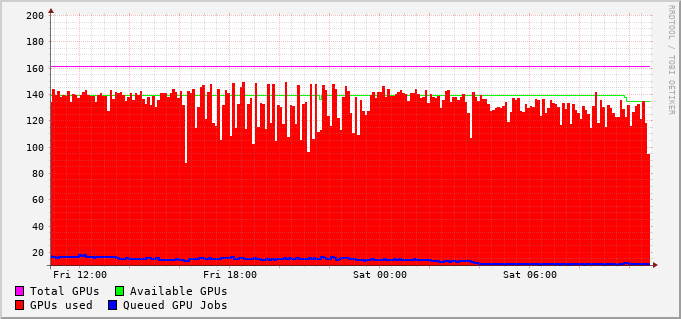 200
180
160
140
120
100
80
60
40
20
Fri 12:00 Fri 18:00 Sat 00:00 Sat 06:00
Total GPUs Available GPUs
GPUs used Queued GPU Jobs
RRDTOOL / TOBI OETIKER